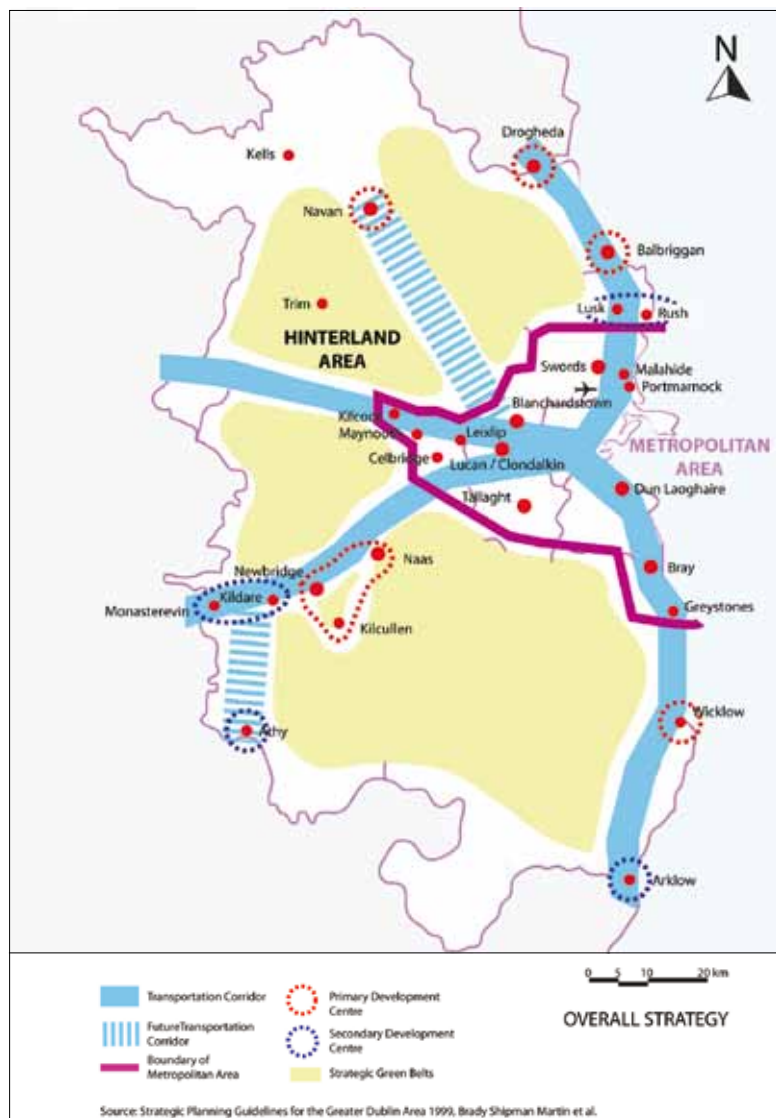 N
Drogheda
Kells
Navan
Balbriggan
Trim
Lusk
Rush
HINTERLAND
AREA
Swords
Malahide
Portmarnock
Blanchardstown
Kilcock
Maynooth
Leixlip
METROPOLITAN
AREA
Celbridge
Lucan / Clondalkin
Tallaght
Dun Laoghaire
Naas
Newbridge
Bray
Kildare
Monasterevin
Greystones
Kilcullen
Wicklow
Athy
Arklow
Transportation Corridor
Primary Development
Centre
0 5 10 20 km
FutureTransportation
Corridor
Secondary Development
Centre
OVERALL STRATEGY
Boundary of
Metropolitan Area
Strategic Green Belts
Source: Strategic Planning Guidelines for the Greater Dublin Area 1999, Brady Shipman Martin et al.